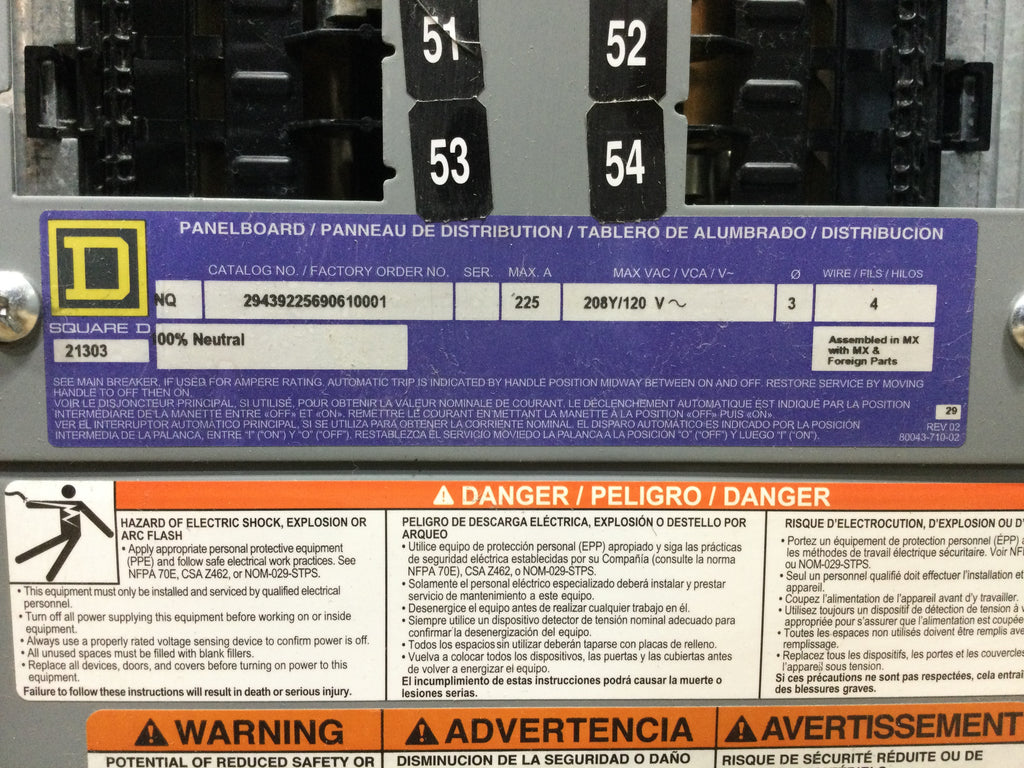 51
52
53
54
PANELBOARD / PANNEAU DE DISTRIBUTION / TABLERO DE ALUMBRADO / DISTRIBUCION
CATALOG NO. / FACTORY ORDER NO. SER. MAX. A MAX VAC / VCA / V~ Ø WIRE / FILS / HILOS
NQ 29439225690610001 225 208Y/120 V ~ 3 4
SQUARE D
21303
100% Neutral
Assembled in MX
with MX &
Foreign Parts
SEE MAIN BREAKER, IF USED, FOR AMPERE RATING. AUTOMATIC TRIP IS INDICATED BY HANDLE POSITION MIDWAY BETWEEN ON AND OFF. RESTORE SERVICE BY MOVING
HANDLE TO OFF THEN ON.
VOIR LE DISJONCTEUR PRINCIPAL, SI UTILISÉ, POUR OBTENIR LA VALEUR NOMINALE DE COURANT. LE DÉCLENCHEMENT AUTOMATIQUE EST INDIQUÉ PAR LA POSITION
INTERMÉDIAIRE DE LA MANETTE ENTRE «OFF» ET «ON». REMETTRE LE COURANT EN METTANT LA MANETTE À LA POSITION «OFF» PUIS «ON».
VER EL INTERRUPTOR AUTOMÁTICO PRINCIPAL, SI SE UTILIZA PARA OBTENER LA CORRIENTE NOMINAL. EL DISPARO AUTOMÁTICO ES INDICADO POR LA POSICIÓN
INTERMEDIA DE LA PALANCA, ENTRE "I" ("ON") Y "O" ("OFF"). RESTABLEZCA EL SERVICIO MOVIEDO LA PALANCA A LA POSICIÓN "O" ("OFF") Y LUEGO "I" ("ON").
29
REV 02
80043-710-02
DANGER / PELIGRO / DANGER
HAZARD OF ELECTRIC SHOCK, EXPLOSION OR
ARC FLASH
• Apply appropriate personal protective equipment
(PPE) and follow safe electrical work practices. See
NFPA 70E, CSA Z462, or NOM-029-STPS.
• This equipment must only be installed and serviced by qualified electrical
personnel.
• Turn off all power supplying this equipment before working on or inside
equipment.
• Always use a properly rated voltage sensing device to confirm power is off.
• All unused spaces must be filled with blank fillers.
• Replace all devices, doors, and covers before turning on power to this
equipment.
Failure to follow these instructions will result in death or serious injury.
PELIGRO DE DESCARGA ELÉCTRICA, EXPLOSIÓN O DESTELLO POR
ARQUEO
• Utilice equipo de protección personal (EPP) apropiado y siga las prácticas
de seguridad eléctrica establecidas por su Compañía (consulte la norma
NFPA 70E), CSA Z462, o NOM-029-STPS.
• Solamente el personal eléctrico especializado deberá instalar y prestar
servicio de mantenimiento a este equipo.
• Desenergice el equipo antes de realizar cualquier trabajo en él.
• Siempre utilice un dispositivo detector de tensión nominal adecuado para
confirmar la desenergización del equipo.
• Todos los espacios sin utilizar deberán taparse con placas de relleno.
• Vuelva a colocar todos los dispositivos, las puertas y las cubiertas antes
de volver a energizar el equipo.
El incumplimiento de estas instrucciones podrá causar la muerte o
lesiones serias.
RISQUE D'ELECTROCUTION, D'EXPLOSION OU
• Portez un équipement de protection personnel (ÉPP)
les méthodes de travail électrique sécuritaire. Voir
ou NOM-029-STPS.
• Seul un personnel qualifié doit effectuer l'installation et
appareil.
• Coupez l'alimentation de l'appareil avant d'y travailler.
• Utilisez toujours un dispositif de détection de tension à
appropriée pour s'assurer que l'alimentation est coupée
• Toutes les espaces non utilisés doivent être remplis
remplissage.
• Replacez tous les dispositifs, les portes et les couvercles
l'appareil sous tension.
Si ces précautions ne sont pas respectées, cela
des blessures graves.
WARNING
ADVERTENCIA
AVERTISSEMENT
POTENTIAL OF REDUCED SAFETY OR
DISMINUCION DE LA SEGURIDAD O DAÑO
RISQUE DE SÉCURITÉ RÉDUITE OU DE